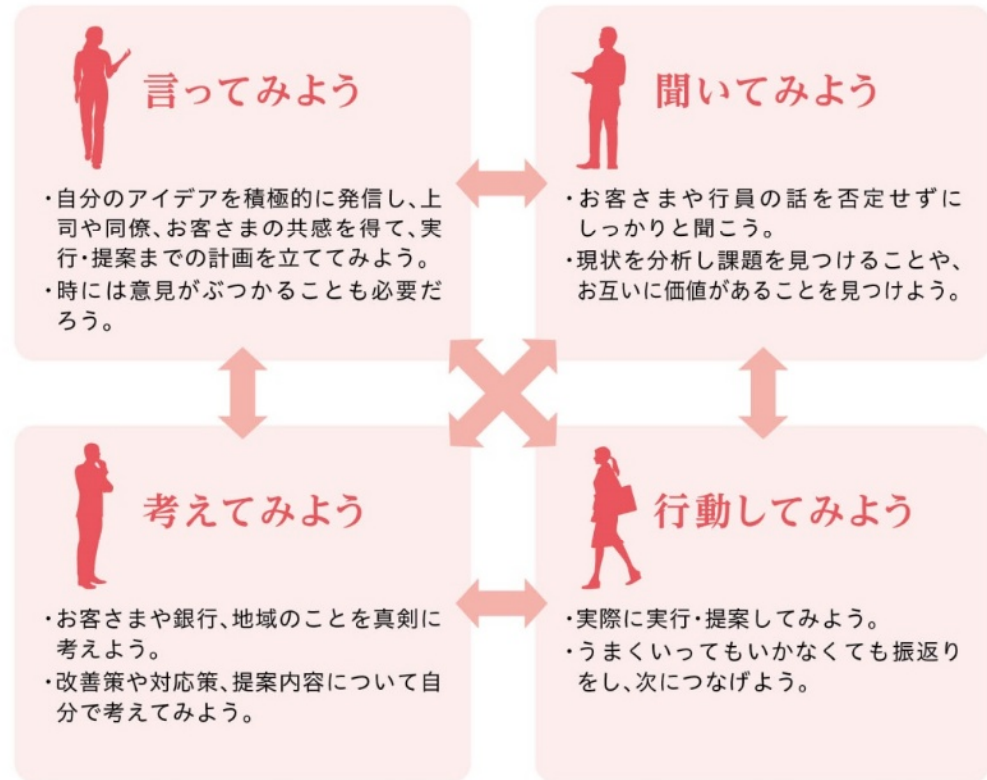 言ってみよう
・自分のアイデアを積極的に発信し、上
司や同僚、お客さまの共感を得て、実
行・提案までの計画を立ててみよう。
・時には意見がぶつかることも必要だ
ろう。
聞いてみよう
・お客さまや行員の話を否定せずに
しっかりと聞こう。
・現状を分析し課題を見つけることや、
お互いに価値があることを見つけよう。
考えてみよう
・お客さまや銀行、地域のことを真剣に
考えよう。
・改善策や対応策、提案内容について自
分で考えてみよう。
行動してみよう
・実際に実行・提案してみよう。
・うまくいってもいかなくても振返り
をし、次につなげよう。